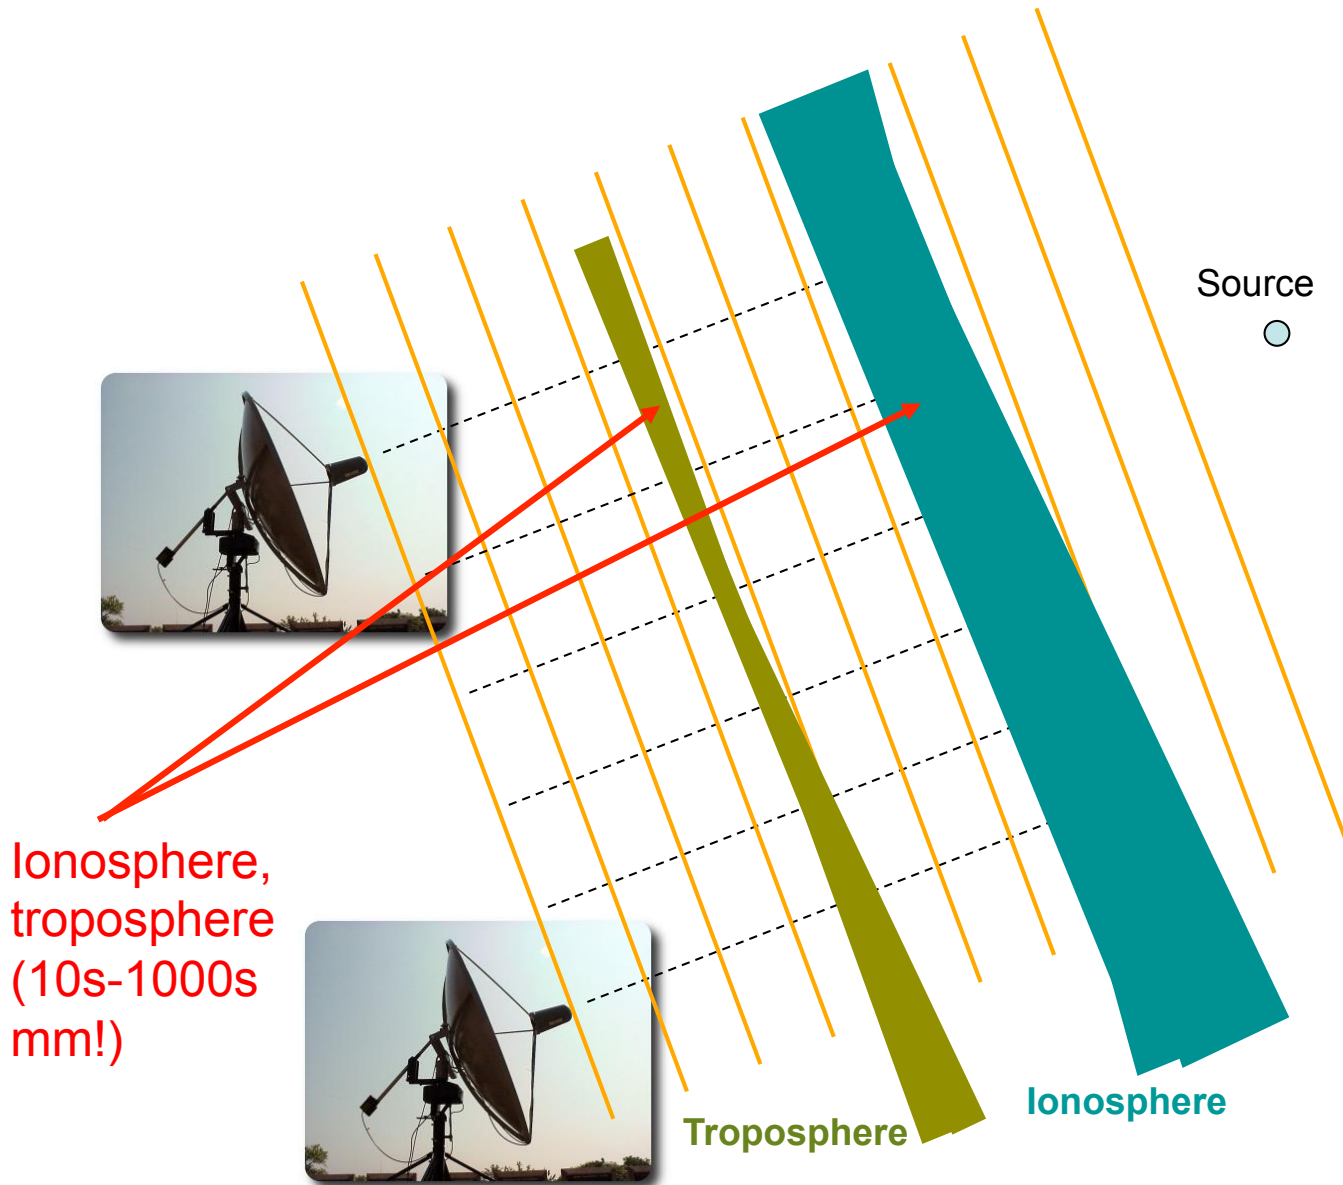 Source
Ionosphere,
troposphere
(10s-1000s
mm!)
Ionosphere
Troposphere